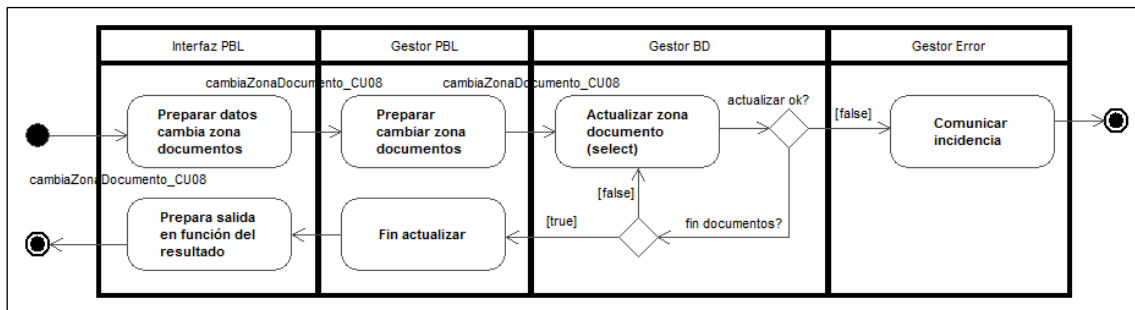 Interfaz PBL
Gestor PBL
Gestor BD
Gestor Error
cambiaZonaDocumento_CU08
cambiaZonaDocumento_CU08
Preparar datos
cambia zona
documentos
Preparar
cambiar zona
documentos
Actualizar zona
documento
(select)
actualizar ok?
[false]
Comunicar
incidencia
cambiaZonaDocumento_CU08
Prepara salida
en función del
resultado
Fin actualizar
[true]
[false]
fin documentos?